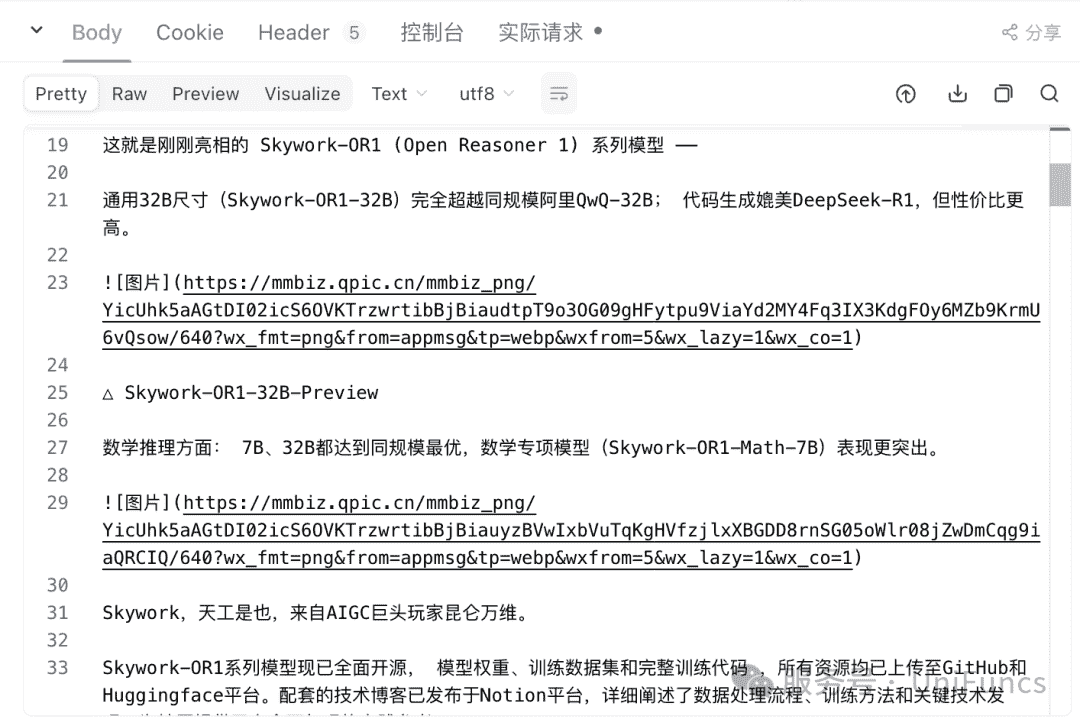 Body Cookie Header 5 控制台 实际请求 分享
Pretty Raw Preview Visualize Text utf8
19 这就是刚刚亮相的 Skywork-OR1 (Open Reasoner 1) 系列模型 ——
20
21 通用32B尺寸（Skywork-OR1-32B）完全超越同规模阿里QwQ-32B； 代码生成媲美DeepSeek-R1，但性价比更
高。
22
23 ![图片](https://mmbiz.qpic.cn/mmbiz_png/
YicUhk5aAGtDI02icS6OVKTrzwrtibBjBiaudtpT9o3OG09gHFytpu9ViaYd2MY4Fq3IX3KdgFOy6MZb9KrmU
6vQsow/640?wx_fmt=png&from=appmsg&tp=webp&wxfrom=5&wx_lazy=1&wx_co=1)
24
25 △ Skywork-OR1-32B-Preview
26
27 数学推理方面： 7B、32B都达到同规模最优，数学专项模型（Skywork-OR1-Math-7B）表现更突出。
28
29 ![图片](https://mmbiz.qpic.cn/mmbiz_png/
YicUhk5aAGtDI02icS6OVKTrzwrtibBjBiauyzBVwIxbVuTqKgHVfzjlxXBGDD8rnSG05oWlr08jZwDmCqg9i
aQRCIQ/640?wx_fmt=png&from=appmsg&tp=webp&wxfrom=5&wx_lazy=1&wx_co=1)
30
31 Skywork，天工是也，来自AIGC巨头玩家昆仑万维。
32
33 Skywork-OR1系列模型现已全面开源， 模型权重、训练数据集和完整训练代码 ，所有资源均已上传至GitHub和
Huggingface平台。配套的技术博客已发布于Notion平台，详细阐述了数据处理流程、训练方法和关键技术发
服务号：UniFuncs